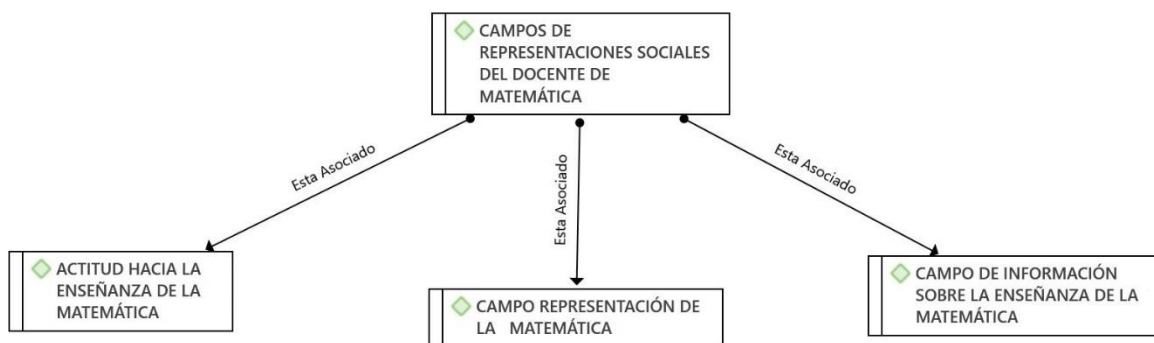 CAMPOS DE
REPRESENTACIONES SOCIALES
DEL DOCENTE DE
MATEMÁTICA
Esta Asociado
Esta Asociado
Esta Asociado
ACTITUD HACIA LA
ENSEÑANZA DE LA
MATEMÁTICA
CAMPO REPRESENTACIÓN DE
LA MATEMÁTICA
CAMPO DE INFORMACIÓN
SOBRE LA ENSEÑANZA DE LA
MATEMÁTICA